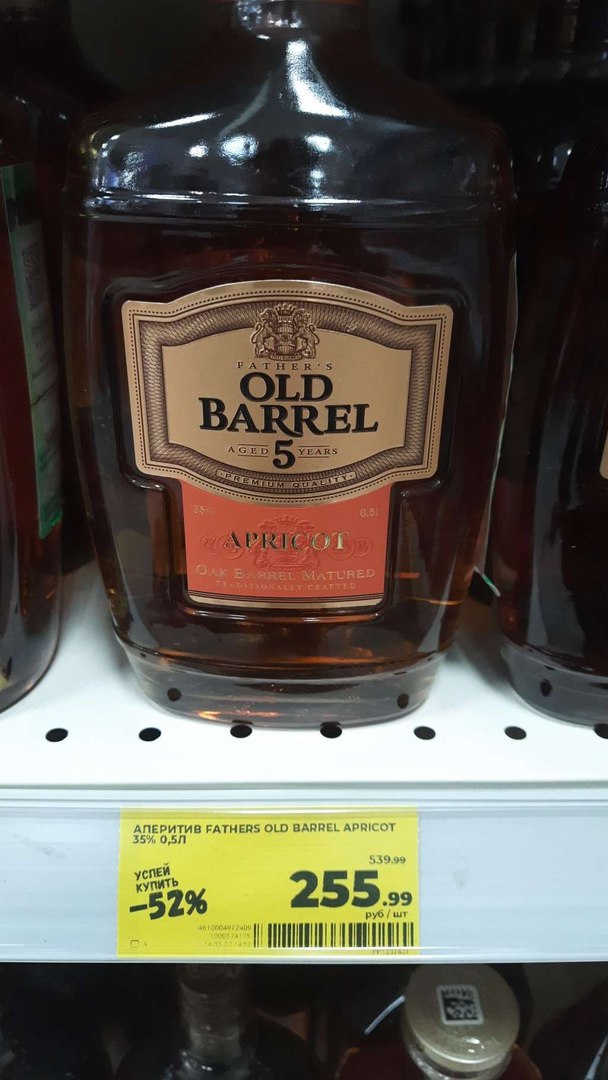 FATHER'S
OLD
BARREL
AGED 5 YEARS
PREMIUM QUALITY
35% 0,5l
APRICOT
OAK BARREL MATURED
TRADITIONALLY CRAFTED
АПЕРИТИВ FATHERS OLD BARREL APRICOT
35% 0,5Л
539.99
УСПЕЙ
КУПИТЬ
-52%
255.99
руб / шт